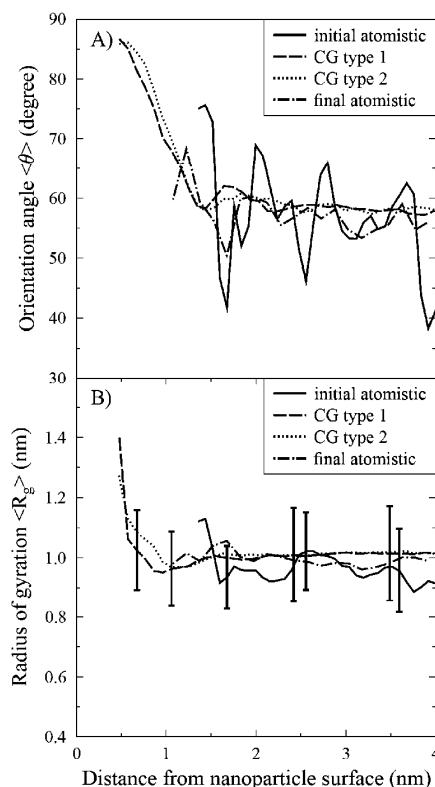 90
A)
initial atomistic
CG type 1
CG type 2
final atomistic
80
70
60
50
40
30
Orientation angle <θ> (degree)
B)
initial atomistic
CG type 1
CG type 2
final atomistic
1.4
1.2
1.0
0.8
0.6
0.4
Radius of gyration <Rg> (nm)
0 1 2 3 4
Distance from nanoparticle surface (nm)